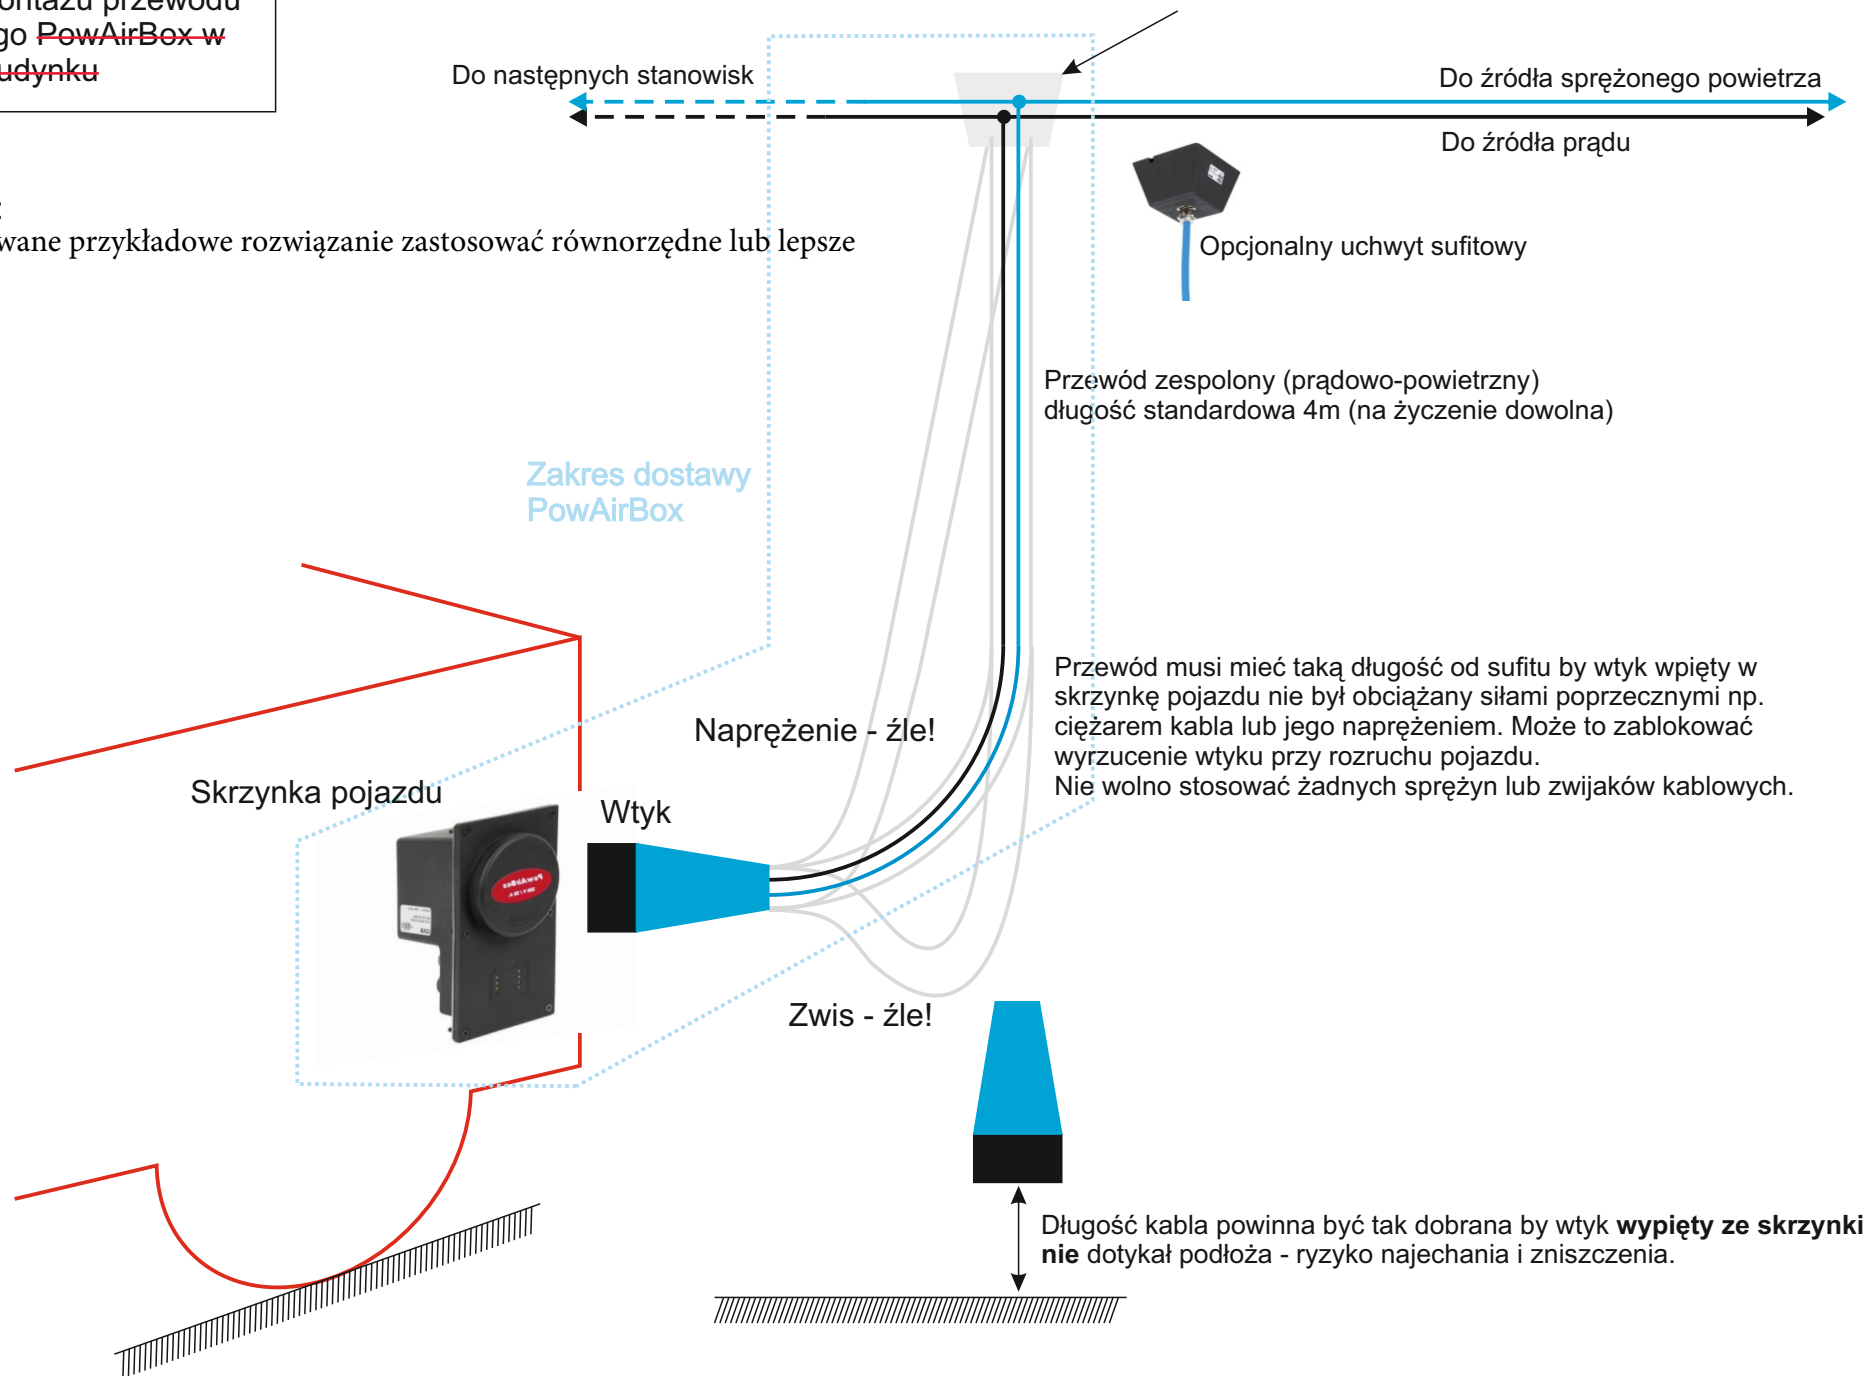 ontażu przewodu
go PowAirBox w
udynku
Do następnych stanowisk
Do źródła sprężonego powietrza
Do źródła prądu
:
wane przykładowe rozwiązanie zastosować równorzędne lub lepsze
Opcjonalny uchwyt sufitowy
Przewód zespolony (prądowo-powietrzny)
długość standardowa 4m (na życzenie dowolna)
Zakres dostawy
PowAirBox
Przewód musi mieć taką długość od sufitu by wtyk wpięty w
skrzynkę pojazdu nie był obciążany siłami poprzecznymi np.
ciężarem kabla lub jego naprężeniem. Może to zablokować
wyrzucenie wtyku przy rozruchu pojazdu.
Nie wolno stosować żadnych sprężyn lub zwijaków kablowych.
Naprężenie - źle!
Skrzynka pojazdu
Wtyk
PowAirBox
Zwis - źle!
Długość kabla powinna być tak dobrana by wtyk wypięty ze skrzynki
nie dotykał podłoża - ryzyko najechania i zniszczenia.